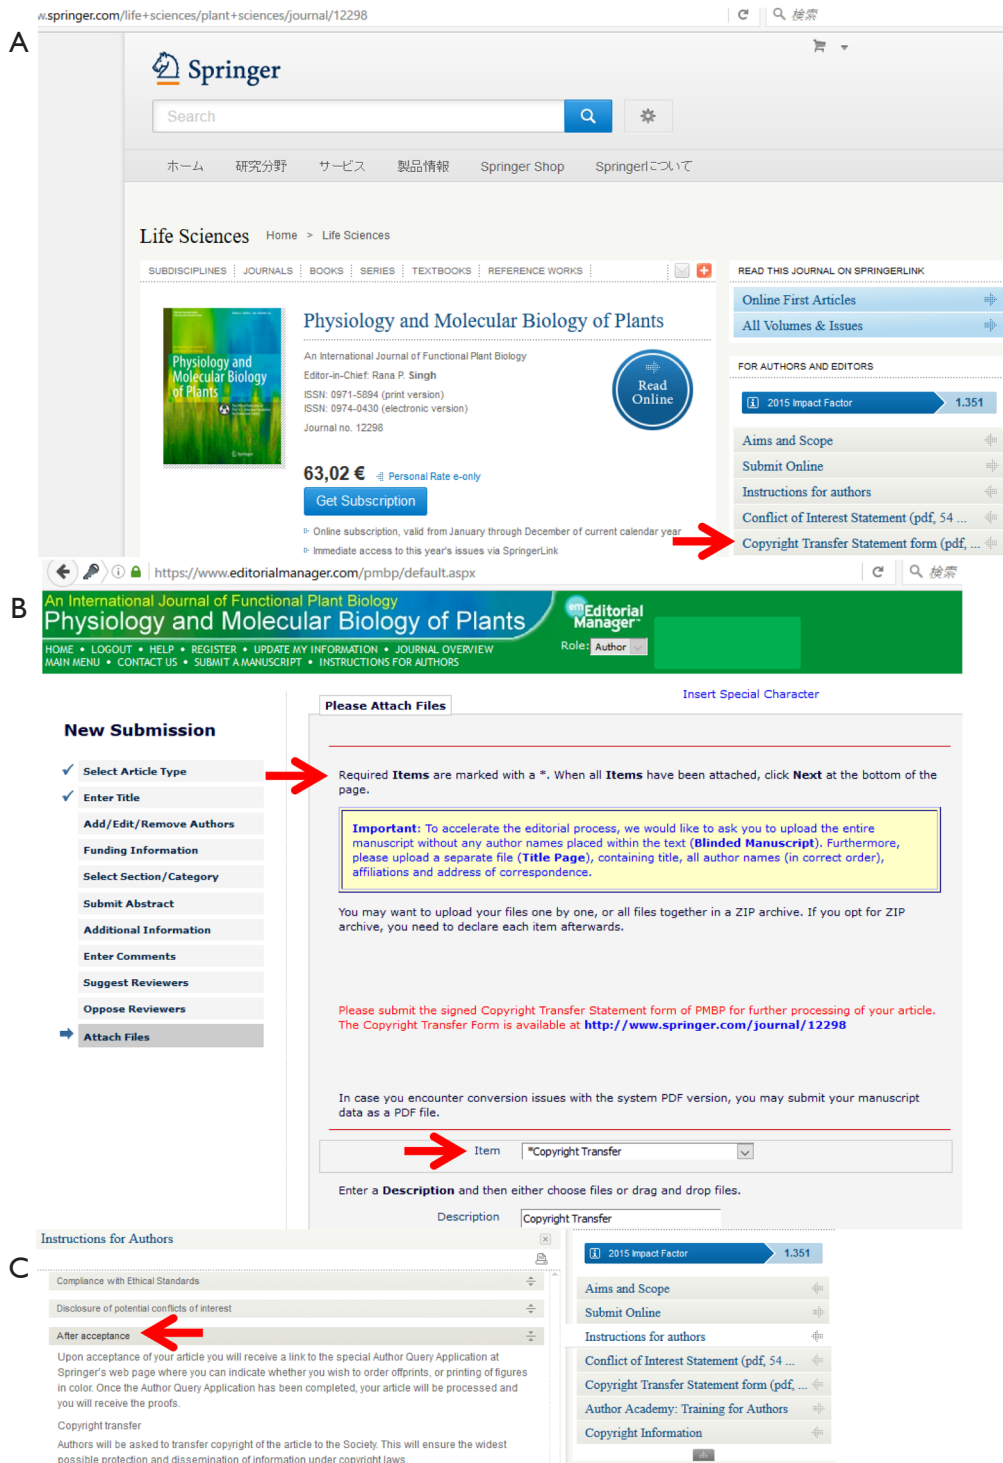 w.springer.com/life+sciences/plant+sciences/journal/12298
検索
A
Springer
Search
ホーム 研究分野 サービス 製品情報 Springer Shop Springerについて
Life Sciences Home > Life Sciences
SUBDISCIPLINES JOURNALS BOOKS SERIES TEXTBOOKS REFERENCE WORKS
Physiology and
Molecular Biology
of Plants
Springer
Physiology and Molecular Biology of Plants
An International Journal of Functional Plant Biology
Editor-in-Chief: Rana P. Singh
ISSN: 0971-5894 (print version)
ISSN: 0974-0430 (electronic version)
Journal no. 12298
Read
Online
63,02 € Personal Rate e-only
Get Subscription
Online subscription, valid from January through December of current calendar year
Immediate access to this year's issues via SpringerLink
READ THIS JOURNAL ON SPRINGERLINK
Online First Articles
All Volumes & Issues
FOR AUTHORS AND EDITORS
2015 Impact Factor 1.351
Aims and Scope
Submit Online
Instructions for authors
Conflict of Interest Statement (pdf, 54 ...
Copyright Transfer Statement form (pdf, ...
https://www.editorialmanager.com/pmbp/default.aspx
検索
B
An International Journal of Functional Plant Biology
Physiology and Molecular Biology of Plants
em Editorial
Manager™
HOME • LOGOUT • HELP • REGISTER • UPDATE MY INFORMATION • JOURNAL OVERVIEW
MAIN MENU • CONTACT US • SUBMIT A MANUSCRIPT • INSTRUCTIONS FOR AUTHORS
Role: Author
New Submission
Select Article Type
Enter Title
Add/Edit/Remove Authors
Funding Information
Select Section/Category
Submit Abstract
Additional Information
Enter Comments
Suggest Reviewers
Oppose Reviewers
Attach Files
Please Attach Files
Insert Special Character
Required Items are marked with a *. When all Items have been attached, click Next at the bottom of the
page.
Important: To accelerate the editorial process, we would like to ask you to upload the entire
manuscript without any author names placed within the text (Blinded Manuscript). Furthermore,
please upload a separate file (Title Page), containing title, all author names (in correct order),
affiliations and address of correspondence.
You may want to upload your files one by one, or all files together in a ZIP archive. If you opt for ZIP
archive, you need to declare each item afterwards.
Please submit the signed Copyright Transfer Statement form of PMBP for further processing of your article.
The Copyright Transfer Form is available at http://www.springer.com/journal/12298
In case you encounter conversion issues with the system PDF version, you may submit your manuscript
data as a PDF file.
Item *Copyright Transfer
Enter a Description and then either choose files or drag and drop files.
Description Copyright Transfer
C
Instructions for Authors
Compliance with Ethical Standards
Disclosure of potential conflicts of interest
After acceptance
Upon acceptance of your article you will receive a link to the special Author Query Application at
Springer's web page where you can indicate whether you wish to order offprints, or printing of figures
in color. Once the Author Query Application has been completed, your article will be processed and
you will receive the proofs.
Copyright transfer
Authors will be asked to transfer copyright of the article to the Society. This will ensure the widest
possible protection and dissemination of information under copyright laws.
2015 Impact Factor 1.351
Aims and Scope
Submit Online
Instructions for authors
Conflict of Interest Statement (pdf, 54 ...
Copyright Transfer Statement form (pdf, ...
Author Academy: Training for Authors
Copyright Information